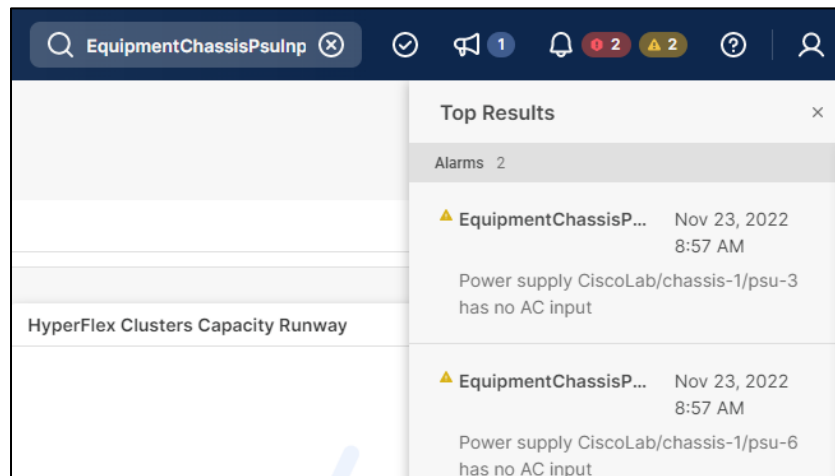 EquipmentChassisPsuInp
1
2
2
Top Results
Alarms 2
EquipmentChassisP... Nov 23, 2022
8:57 AM
Power supply CiscoLab/chassis-1/psu-3
has no AC input
HyperFlex Clusters Capacity Runway
EquipmentChassisP... Nov 23, 2022
8:57 AM
Power supply CiscoLab/chassis-1/psu-6
has no AC input